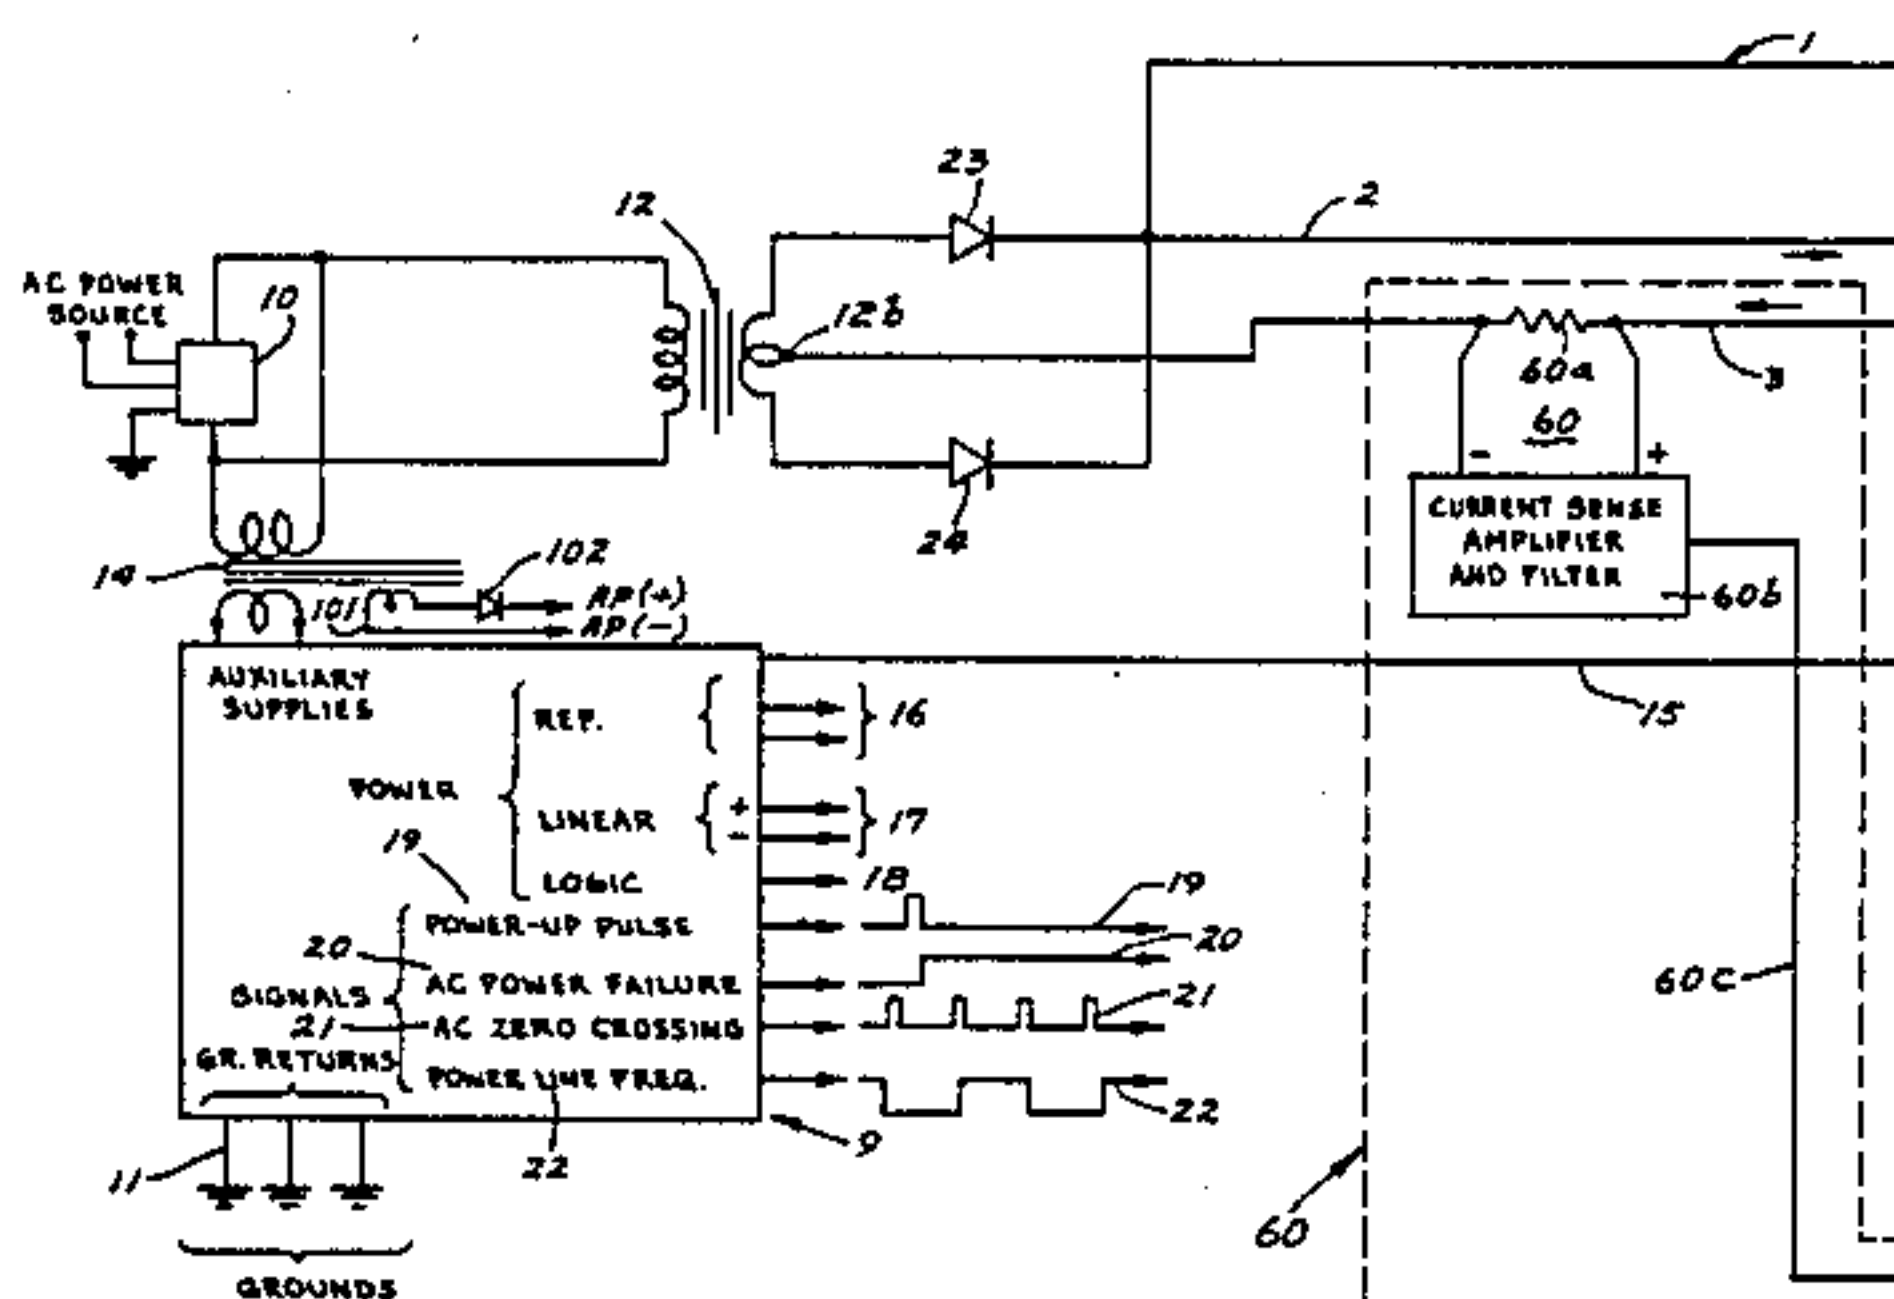 1
23
12
2
AC POWER
SOURCE
10
12b
60a
3
60
- +
24
CURRENT SENSE
AMPLIFIER
AND FILTER
60b
14
102
101
AP(+)
AP(-)
AUXILIARY
SUPPLIES
15
REF.
16
POWER
LINEAR
+
-
17
19
LOGIC
18
19
POWER-UP PULSE
20
20
AC POWER FAILURE
SIGNALS
21
60c
21
AC ZERO CROSSING
GR. RETURNS
POWER LINE FREQ.
22
9
22
11
60
GROUNDS